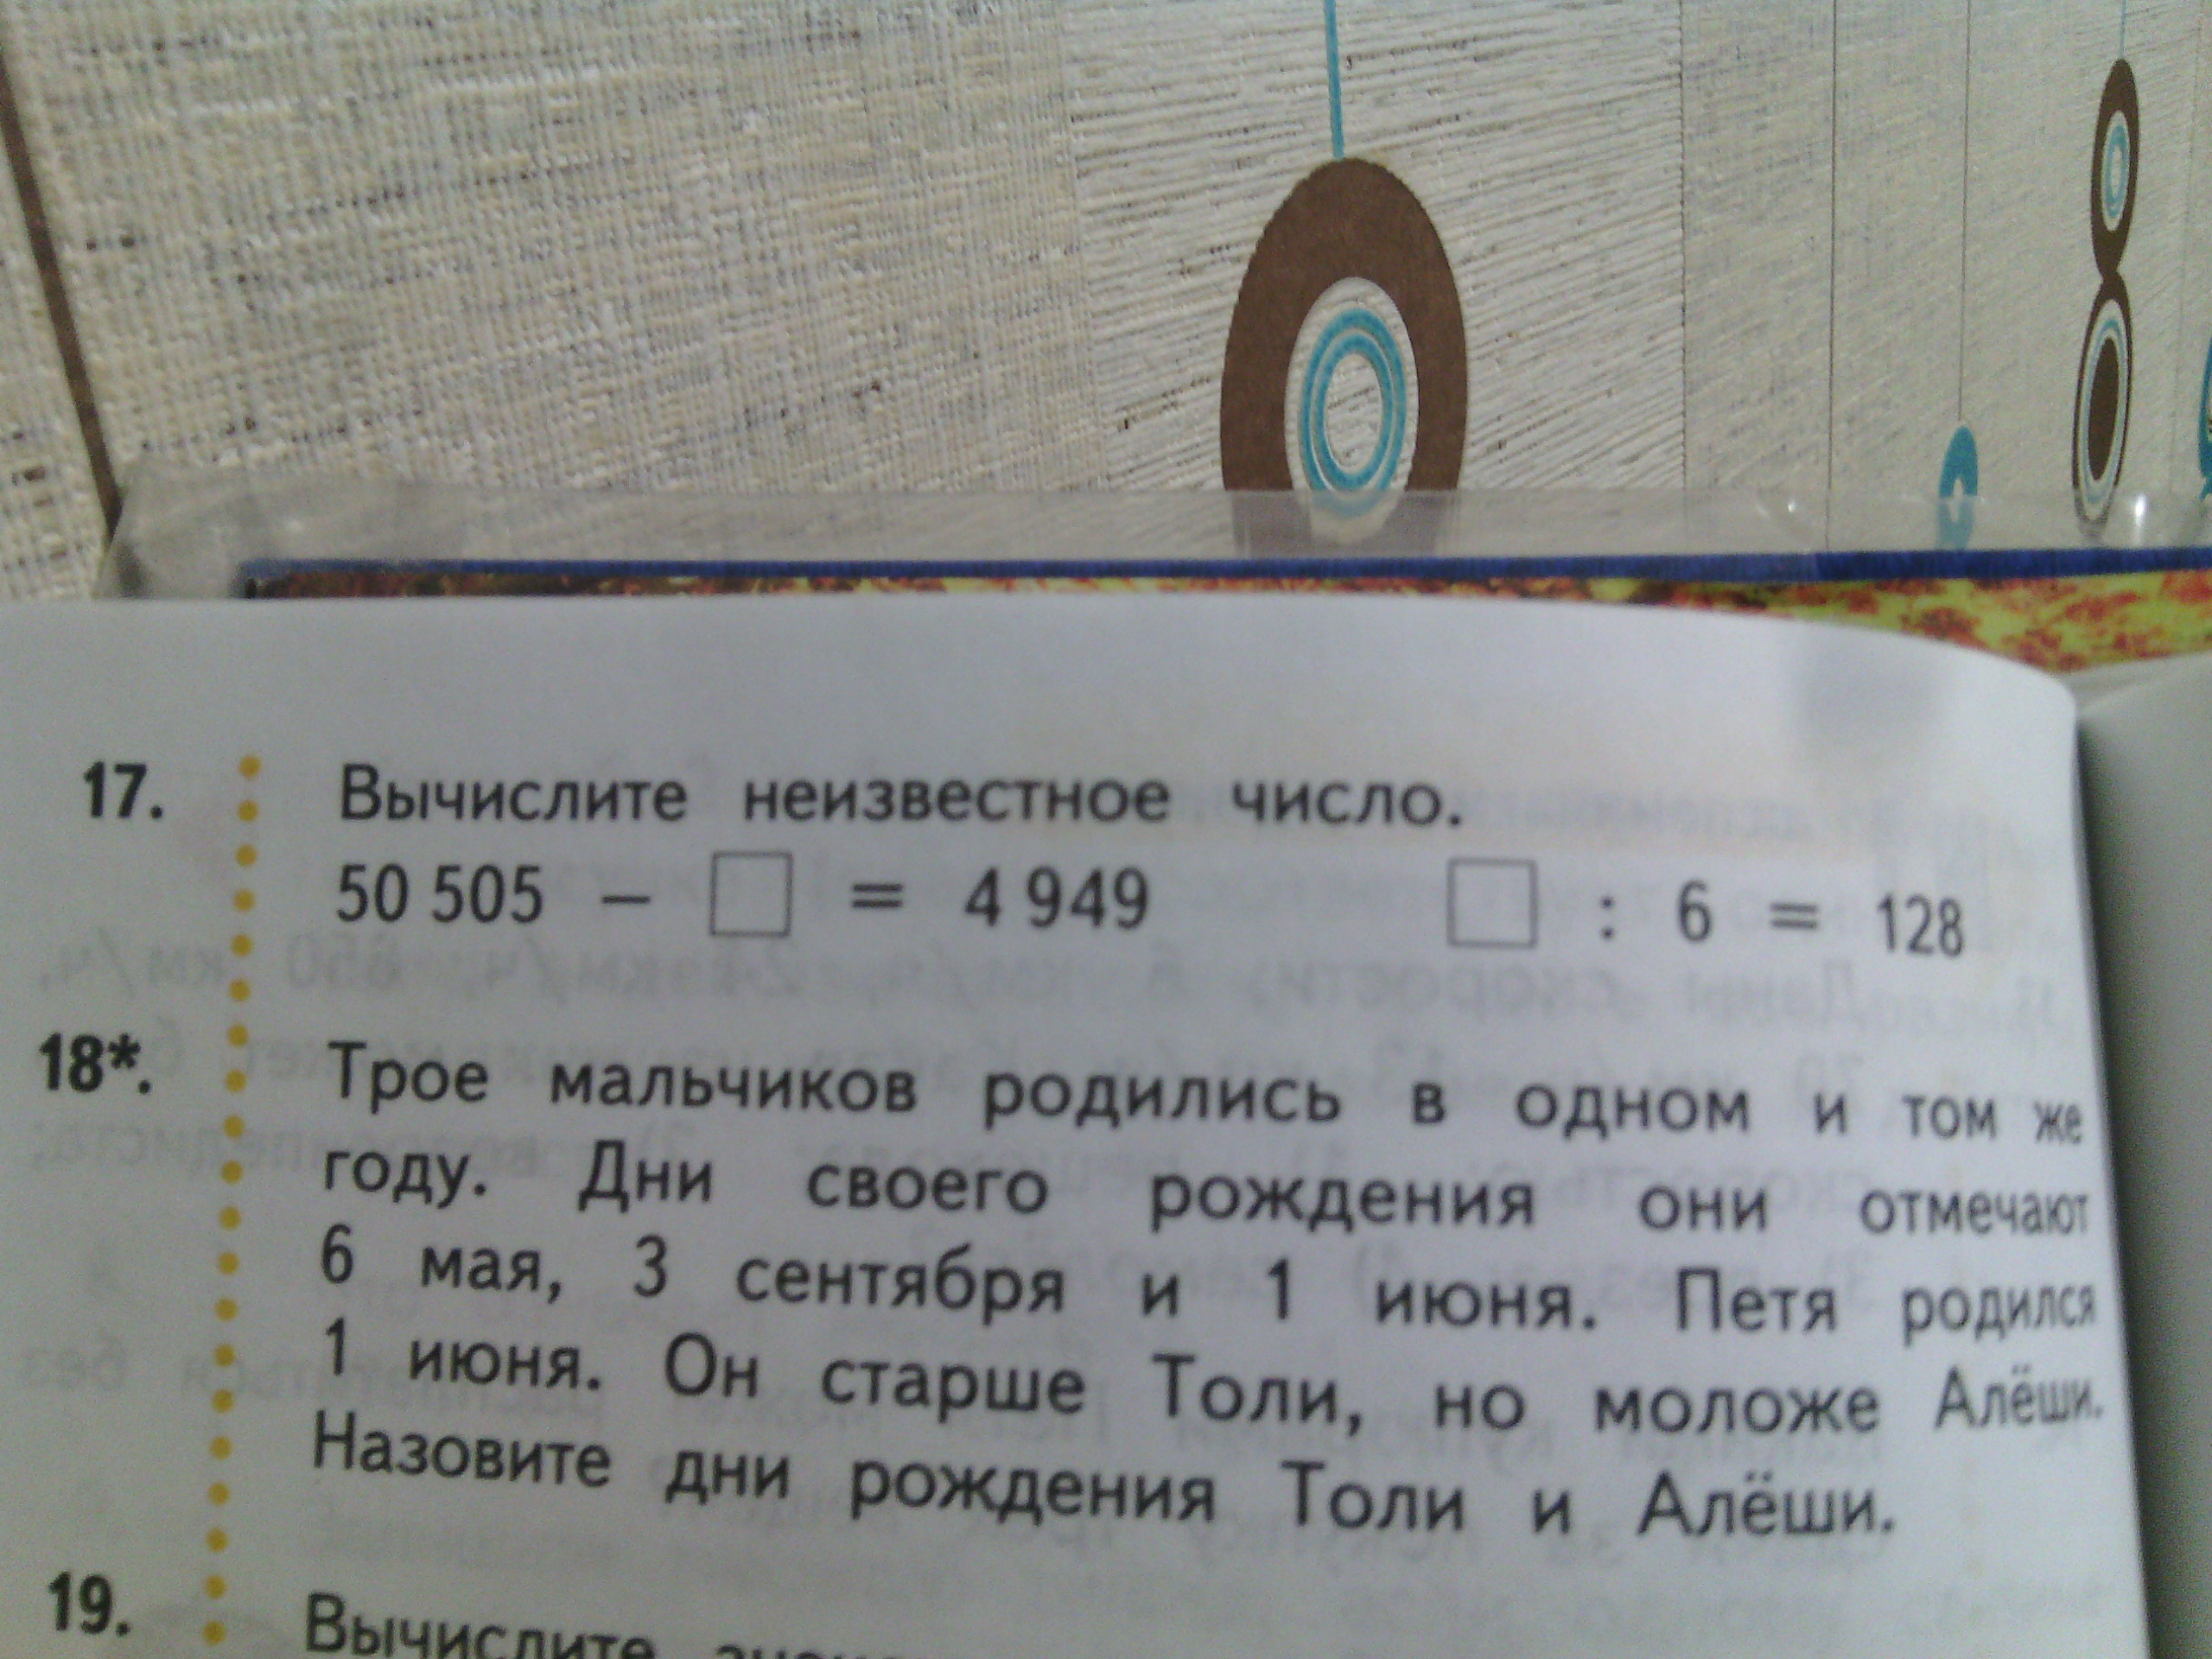 17. Вычислите неизвестное число.
50 505 – □ = 4 949 □ : 6 = 128
18*. Трое мальчиков родились в одном и том же
году. Дни своего рождения они отмечают
6 мая, 3 сентября и 1 июня. Петя родился
1 июня. Он старше Толи, но моложе Алёши.
Назовите дни рождения Толи и Алёши.
19. Вычислите